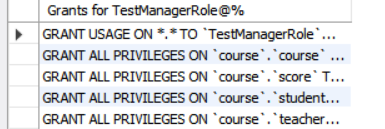 Grants for TestManagerRole@%
GRANT USAGE ON *.* TO `TestManagerRole`...
GRANT ALL PRIVILEGES ON `course`.`course` ...
GRANT ALL PRIVILEGES ON `course`.`score` T...
GRANT ALL PRIVILEGES ON `course`.`student...
GRANT ALL PRIVILEGES ON `course`.`teacher...